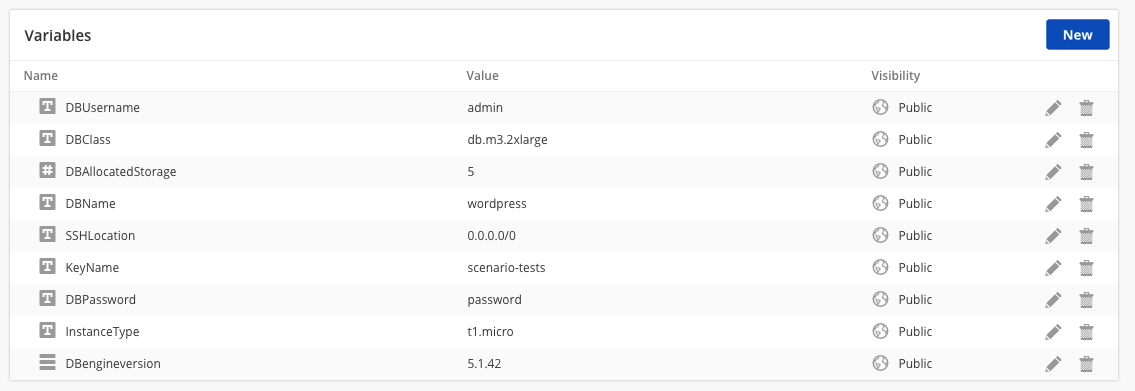 Variables New
Name Value Visibility
T DBUsername admin Public
T DBClass db.m3.2xlarge Public
# DBAllocatedStorage 5 Public
T DBName wordpress Public
T SSHLocation 0.0.0.0/0 Public
T KeyName scenario-tests Public
T DBPassword password Public
T InstanceType t1.micro Public
DBengineversion 5.1.42 Public